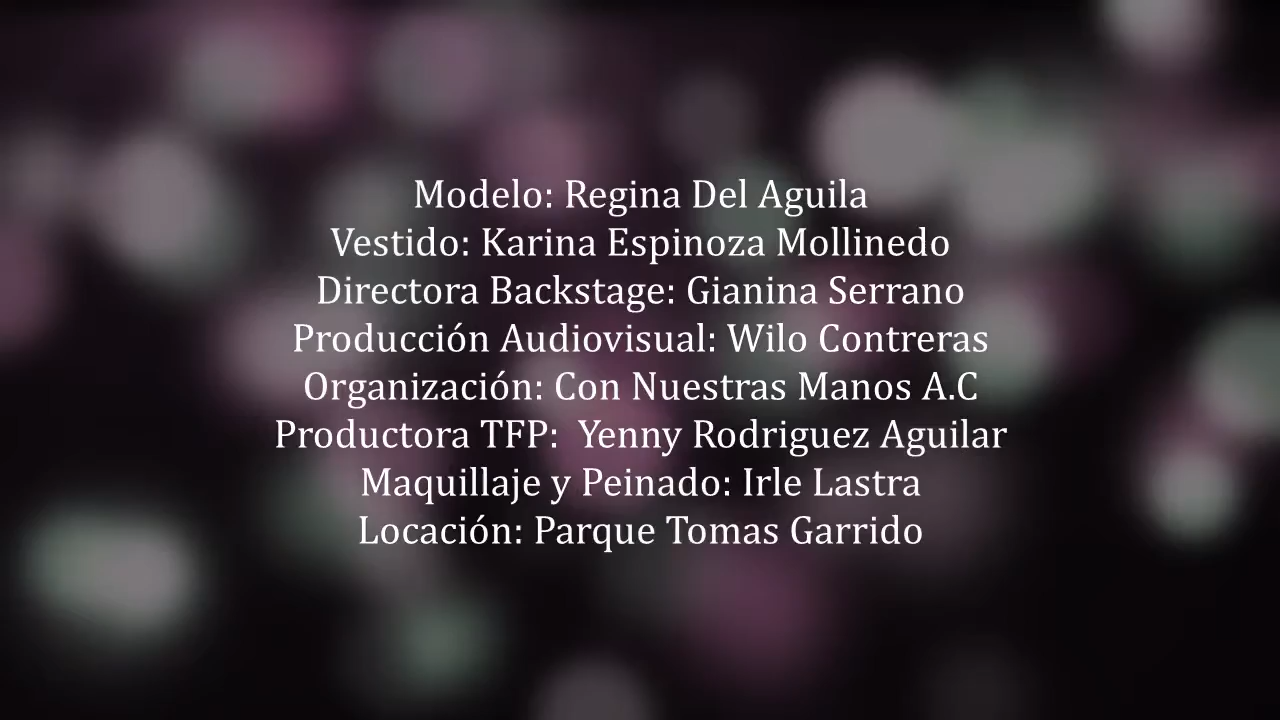 Modelo: Regina Del Aguila
Vestido: Karina Espinoza Mollinedo
Directora Backstage: Gianina Serrano
Producción Audiovisual: Wilo Contreras
Organización: Con Nuestras Manos A.C
Productora TFP:  Yenny Rodriguez Aguilar
Maquillaje y Peinado: Irle Lastra
Locación: Parque Tomas Garrido